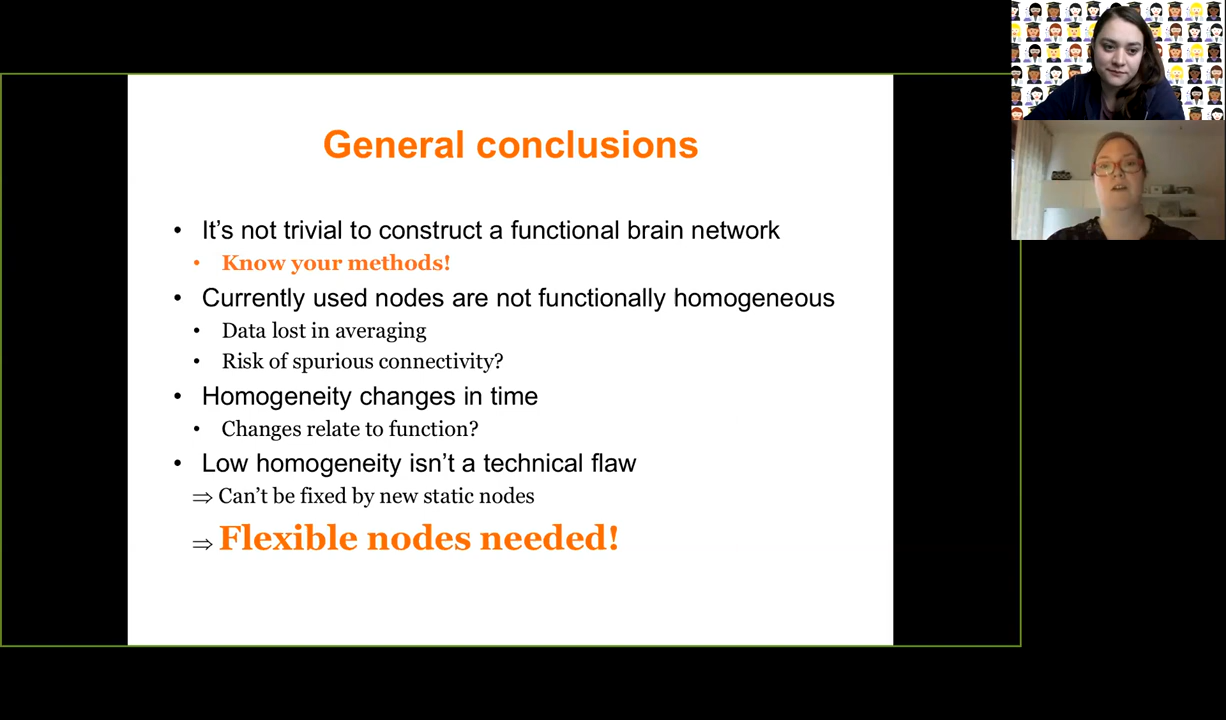 General conclusions
• It's not trivial to construct a functional brain network
• Know your methods!
• Currently used nodes are not functionally homogeneous
• Data lost in averaging
• Risk of spurious connectivity?
• Homogeneity changes in time
• Changes relate to function?
• Low homogeneity isn't a technical flaw
⇒ Can't be fixed by new static nodes
⇒ Flexible nodes needed!